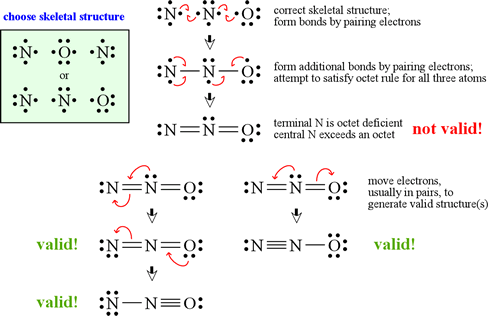 choose skeletal structure
N O N
or
N N O
N N O
correct skeletal structure;
form bonds by pairing electrons
N — N — O
form additional bonds by pairing electrons;
attempt to satisfy octet rule for all three atoms
N = N = O
terminal N is octet deficient
central N exceeds an octet
not valid!
N = N = O
N = N = O
move electrons,
usually in pairs, to
generate valid structure(s)
valid!
N = N = O
N ≡ N — O
valid!
valid!
N — N ≡ O